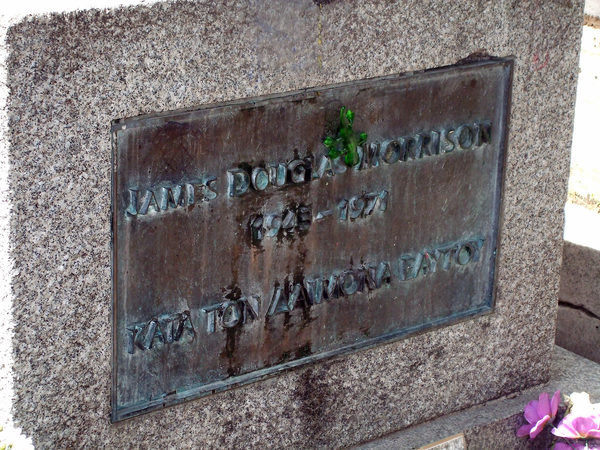 JAMES DOUGLAS MORRISON
1943 – 1971
ΚΑΤΑ ΤΟΝ ΔΑΙΜΟΝΑ ΕΑΥΤΟΥ